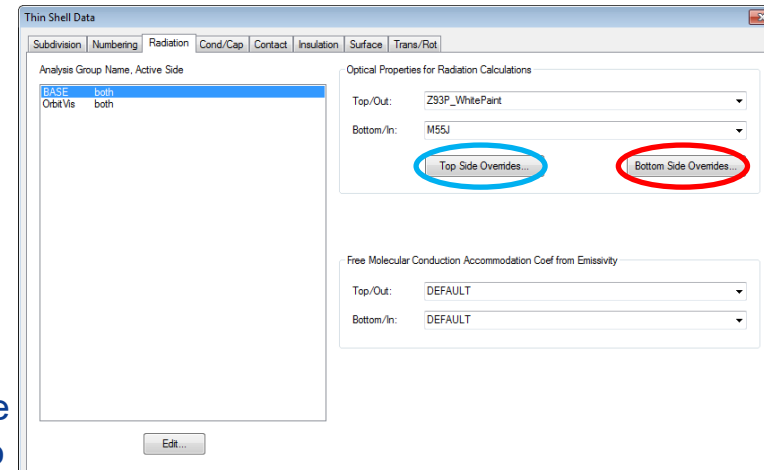 Thin Shell Data
Subdivision Numbering Radiation Cond/Cap Contact Insulation Surface Trans/Rot
Analysis Group Name, Active Side
BASE both
OrbitVis both
Edit...
Optical Properties for Radiation Calculations
Top/Out: Z93P_WhitePaint
Bottom/In: M55J
Top Side Overrides... Bottom Side Overrides...
Free Molecular Conduction Accommodation Coef from Emissivity
Top/Out: DEFAULT
Bottom/In: DEFAULT